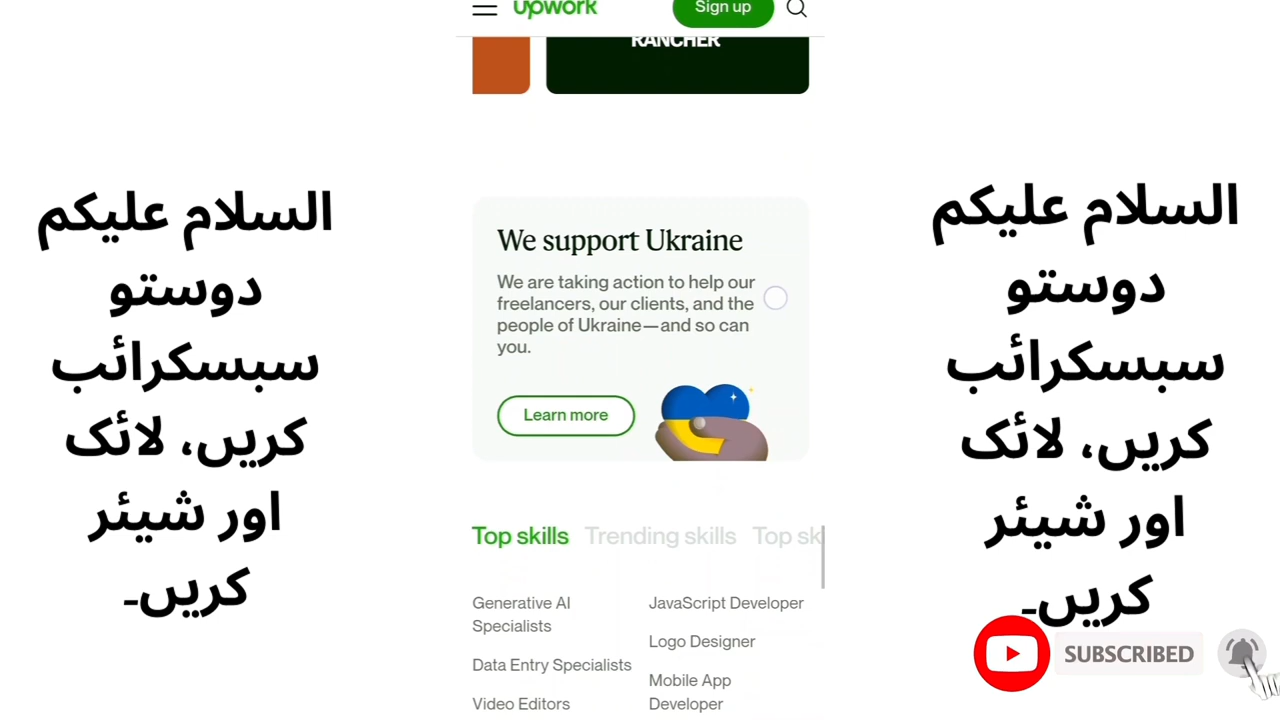 upwork
Sign up
RANCHER
السلام علیکم
دوستو
سبسکرائب
کریں، لائک
اور شیئر
کریں۔
We support Ukraine
We are taking action to help our
freelancers, our clients, and the
people of Ukraine—and so can
you.
Learn more
Top skills Trending skills Top sk
Generative AI
Specialists
Data Entry Specialists
Video Editors
JavaScript Developer
Logo Designer
Mobile App
Developer
السلام علیکم
دوستو
سبسکرائب
کریں، لائک
اور شیئر
کریں۔
SUBSCRIBED